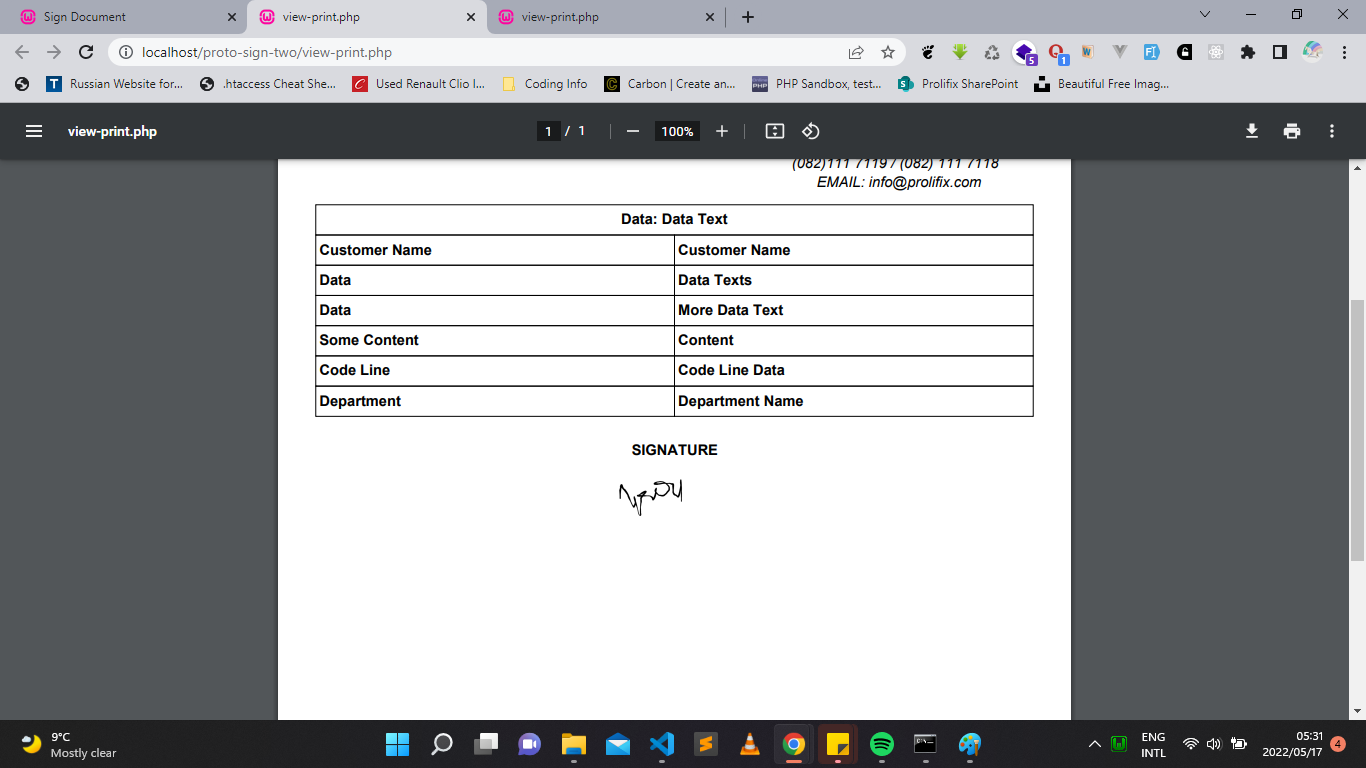 Sign Document
view-print.php
view-print.php
localhost/proto-sign-two/view-print.php
5
1
Russian Website for...
.htaccess Cheat She...
Used Renault Clio I...
Coding Info
Carbon | Create an...
PHP Sandbox, test...
Prolifix SharePoint
Beautiful Free Imag...
view-print.php
1 / 1
100%
(082)111 7119 / (082) 111 7118
EMAIL: info@prolifix.com
Data: Data Text
Customer Name Customer Name
Data Data Texts
Data More Data Text
Some Content Content
Code Line Code Line Data
Department Department Name
SIGNATURE
9°C
Mostly clear
ENG
INTL
05:31
2022/05/17
4